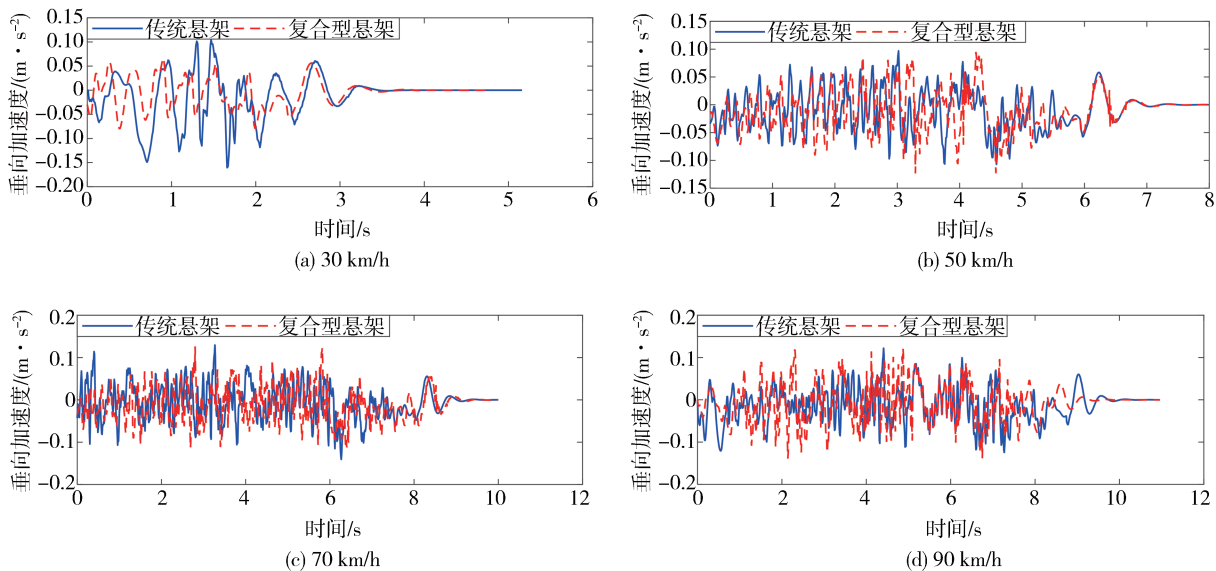 传统悬架 复合型悬架
0.15
0.10
0.05
0
−0.05
−0.10
−0.15
−0.20
垂向加速度/(m·s⁻²)
0 1 2 3 4 5 6
时间/s
(a) 30 km/h
传统悬架 复合型悬架
0.15
0.10
0.05
0
−0.05
−0.10
−0.15
垂向加速度/(m·s⁻²)
0 1 2 3 4 5 6 7 8
时间/s
(b) 50 km/h
传统悬架 复合型悬架
0.2
0.1
0
−0.1
−0.2
垂向加速度/(m·s⁻²)
0 2 4 6 8 10 12
时间/s
(c) 70 km/h
传统悬架 复合型悬架
0.2
0.1
0
−0.1
−0.2
垂向加速度/(m·s⁻²)
0 2 4 6 8 10 12
时间/s
(d) 90 km/h